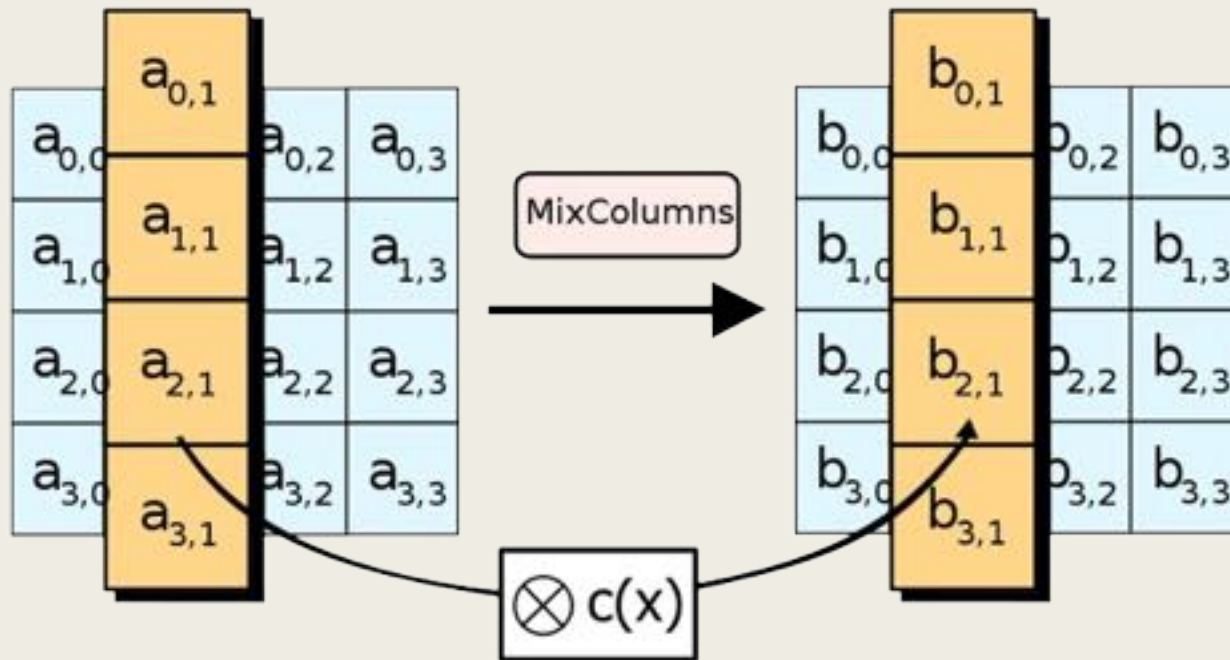 a0,1 b0,1
a0,0 a0,2 a0,3 b0,0 b0,2 b0,3
MixColumns
a1,1 b1,1
a1,0 a1,2 a1,3 b1,0 b1,2 b1,3
a2,1 b2,1
a2,0 a2,2 a2,3 b2,0 b2,2 b2,3
a3,0 a3,2 a3,3 b3,0 b3,2 b3,3
a3,1 b3,1
⊗ c(x)